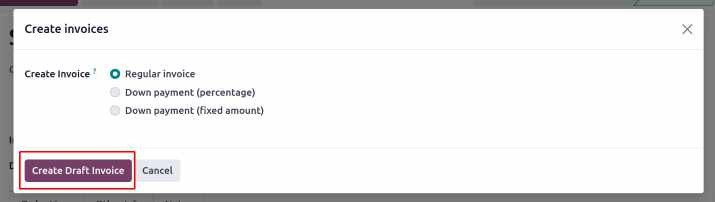 Create invoices
Create Invoice ? Regular invoice
Down payment (percentage)
Down payment (fixed amount)
Create Draft Invoice Cancel